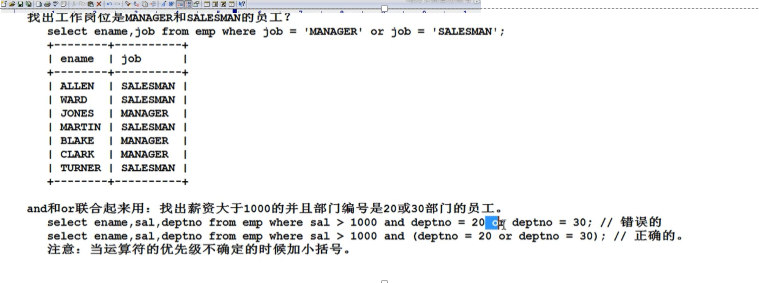 找出工作岗位是MANAGER和SALESMAN的员工?
select ename,job from emp where job = 'MANAGER' or job = 'SALESMAN';
+--------+----------+
| ename | job |
+--------+----------+
| ALLEN | SALESMAN |
| WARD | SALESMAN |
| JONES | MANAGER |
| MARTIN | SALESMAN |
| BLAKE | MANAGER |
| CLARK | MANAGER |
| TURNER | SALESMAN |
+--------+----------+
and和or联合起来用：找出薪资大于1000的并且部门编号是20或30部门的员工。
select ename,sal,deptno from emp where sal > 1000 and deptno = 20 or deptno = 30; // 错误的
select ename,sal,deptno from emp where sal > 1000 and (deptno = 20 or deptno = 30); // 正确的。
注意：当运算符的优先级不确定的时候加小括号。